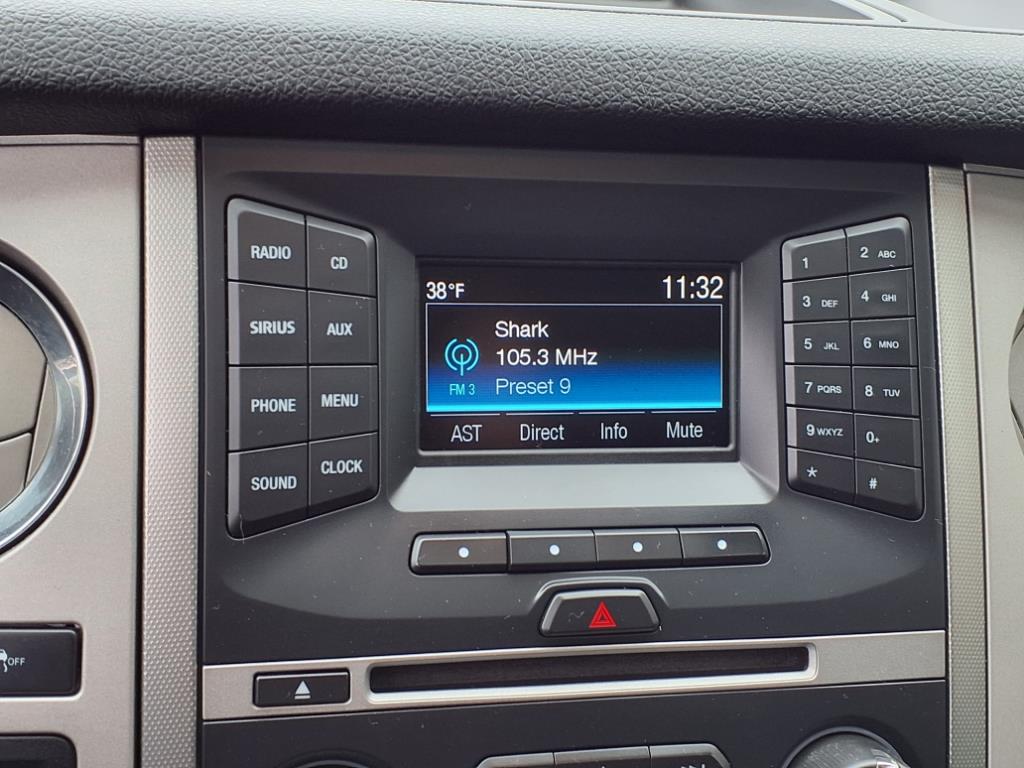 RADIO
CD
SIRIUS
AUX
PHONE
MENU
SOUND
CLOCK
38°F
11:32
Shark
105.3 MHz
FM 3
Preset 9
AST
Direct
Info
Mute
1
2 ABC
3 DEF
4 GHI
5 JKL
6 MNO
7 PQRS
8 TUV
9 WXYZ
0+
*
#
OFF